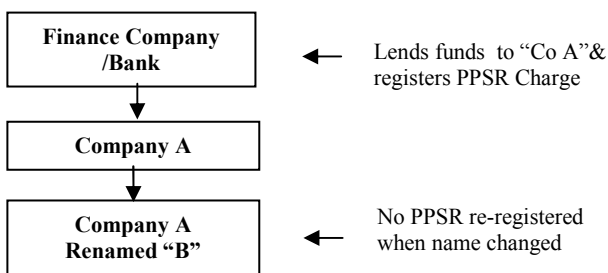 Finance Company
/Bank
Lends funds to “Co A”&
registers PPSR Charge
Company A
Company A
Renamed “B”
No PPSR re-registered
when name changed